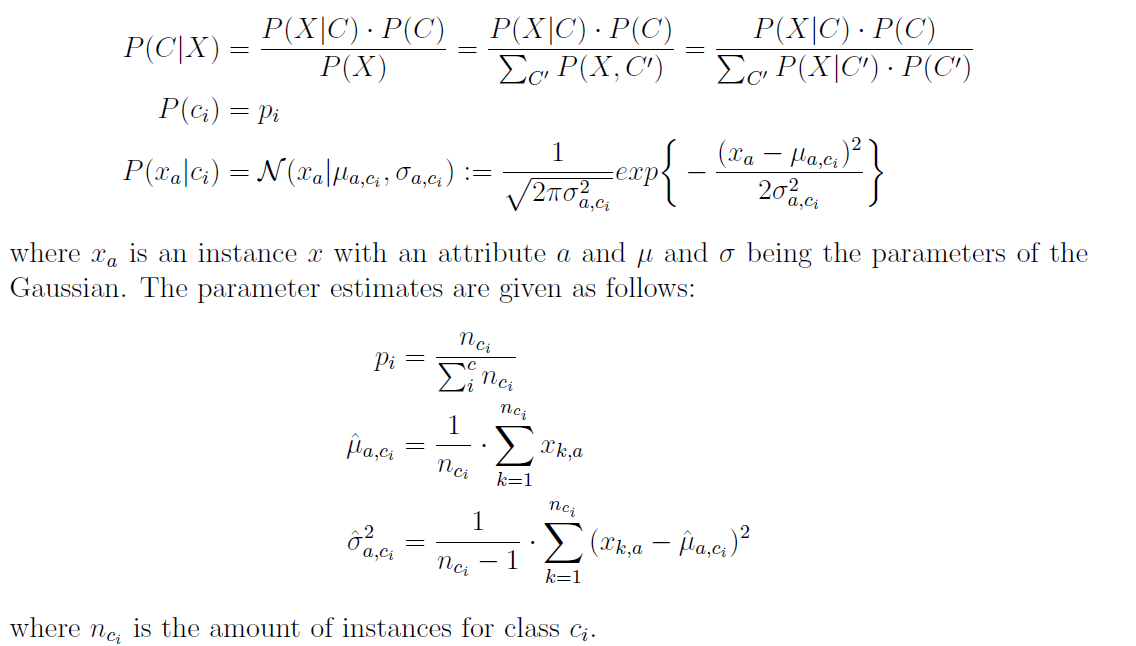 P(C|X) = \frac{P(X|C) \cdot P(C)}{P(X)} = \frac{P(X|C) \cdot P(C)}{\sum_{C'} P(X, C')} = \frac{P(X|C) \cdot P(C)}{\sum_{C'} P(X|C') \cdot P(C')}
P(c_i) = p_i
P(x_a|c_i) = \mathcal{N}(x_a|\mu_{a,c_i}, \sigma_{a,c_i}) := \frac{1}{\sqrt{2\pi\sigma^2_{a,c_i}}} exp\left\{ - \frac{(x_a - \mu_{a,c_i})^2}{2\sigma^2_{a,c_i}} \right\}
where x_a is an instance x with an attribute a and μ and σ being the parameters of the
Gaussian. The parameter estimates are given as follows:
p_i = \frac{n_{c_i}}{\sum_i^c n_{c_i}}
\hat{\mu}_{a,c_i} = \frac{1}{n_{c_i}} \cdot \sum_{k=1}^{n_{c_i}} x_{k,a}
\hat{\sigma}^2_{a,c_i} = \frac{1}{n_{c_i} - 1} \cdot \sum_{k=1}^{n_{c_i}} (x_{k,a} - \hat{\mu}_{a,c_i})^2
where n_{c_i} is the amount of instances for class c_i.